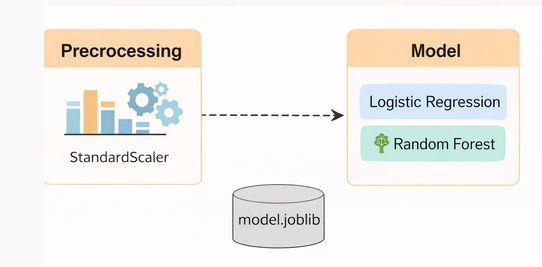 Precrocessing
StandardScaler
Model
Logistic Regression
Random Forest
model.joblib